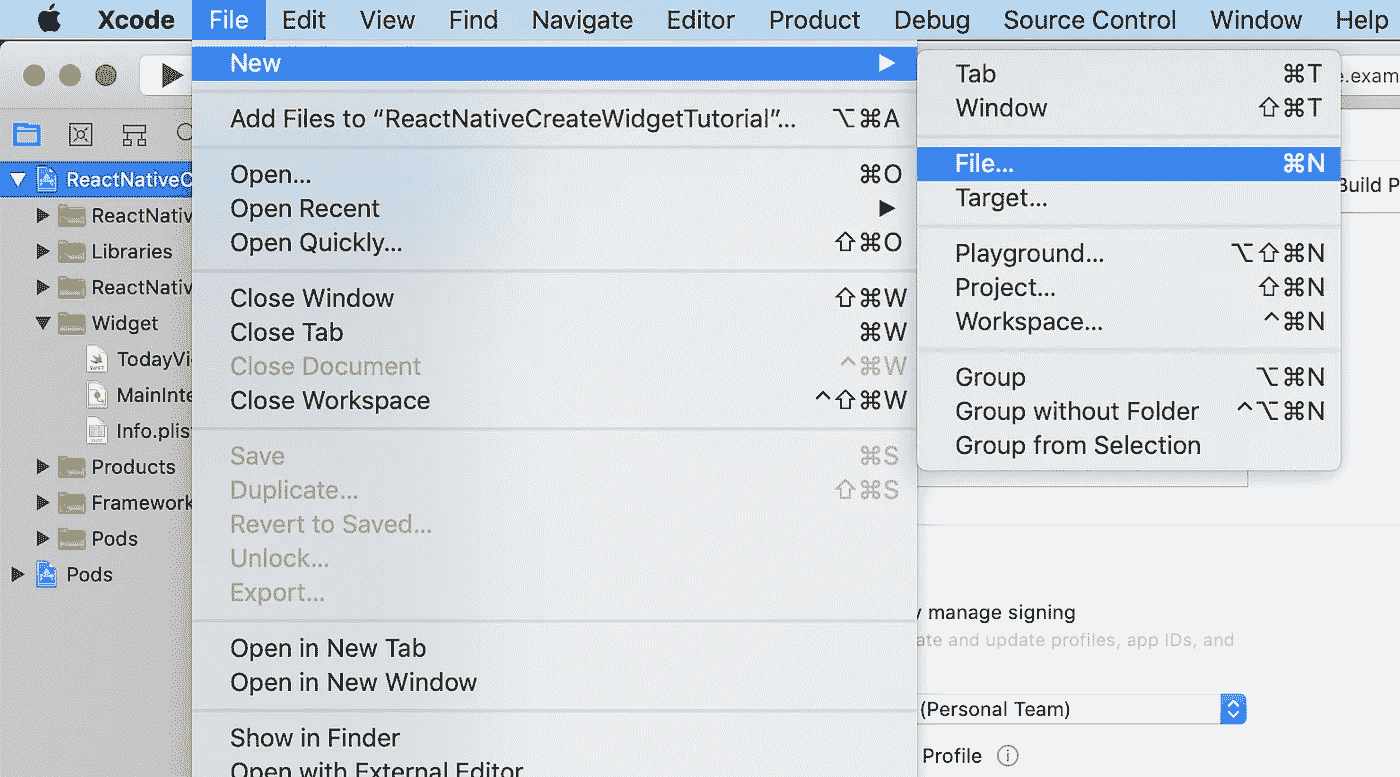 Xcode File Edit View Find Navigate Editor Product Debug Source Control Window Help
New
Add Files to “ReactNativeCreateWidgetTutorial”... ⌥⌘A
Open... ⌘O
Open Recent
Open Quickly... ⇧⌘O
Close Window ⇧⌘W
Close Tab ⌘W
Close Document ^⌘W
Close Workspace ^⇧⌘W
Save ⌘S
Duplicate... ⇧⌘S
Revert to Saved...
Unlock...
Export...
Open in New Tab
Open in New Window
Show in Finder
Open with External Editor
Tab ⌘T
Window ⇧⌘T
File... ⌘N
Target... 
Playground... ⌥⇧⌘N
Project... ⇧⌘N
Workspace... ^⌘N
Group ⌥⌘N
Group without Folder ^⌥⌘N
Group from Selection
ReactNativeC
ReactNativ
Libraries
ReactNativ
Widget
TodayVi
MainInte
Info.plis
Products
Framework
Pods
Pods
e.exam
Build P
y manage signing
ate and update profiles, app IDs, and
(Personal Team)
Profile